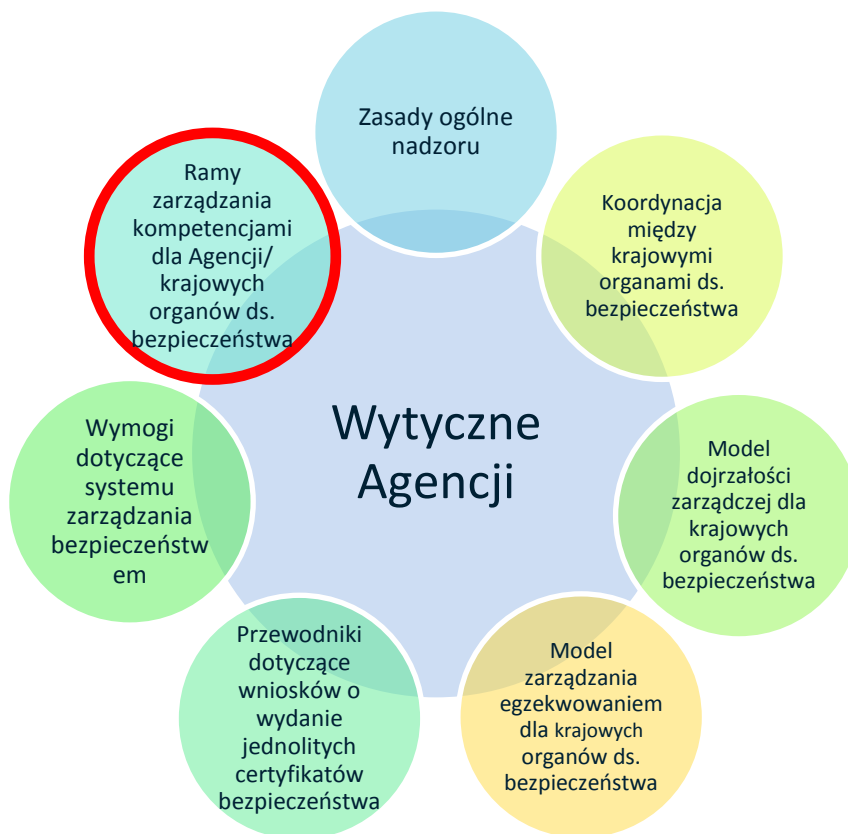 Zasady ogólne
nadzoru
Koordynacja
między
krajowymi
organami ds.
bezpieczeństwa
Model
dojrzałości
zarządczej dla
krajowych
organów ds.
bezpieczeństwa
Model
zarządzania
egzekwowaniem
dla krajowych
organów ds.
bezpieczeństwa
Przewodniki
dotyczące
wniosków o
wydanie
jednolitych
certyfikatów
bezpieczeństwa
Wymogi
dotyczące
systemu
zarządzania
bezpieczeństw
em
Ramy
zarządzania
kompetencjami
dla Agencji/
krajowych
organów ds.
bezpieczeństwa
Wytyczne
Agencji